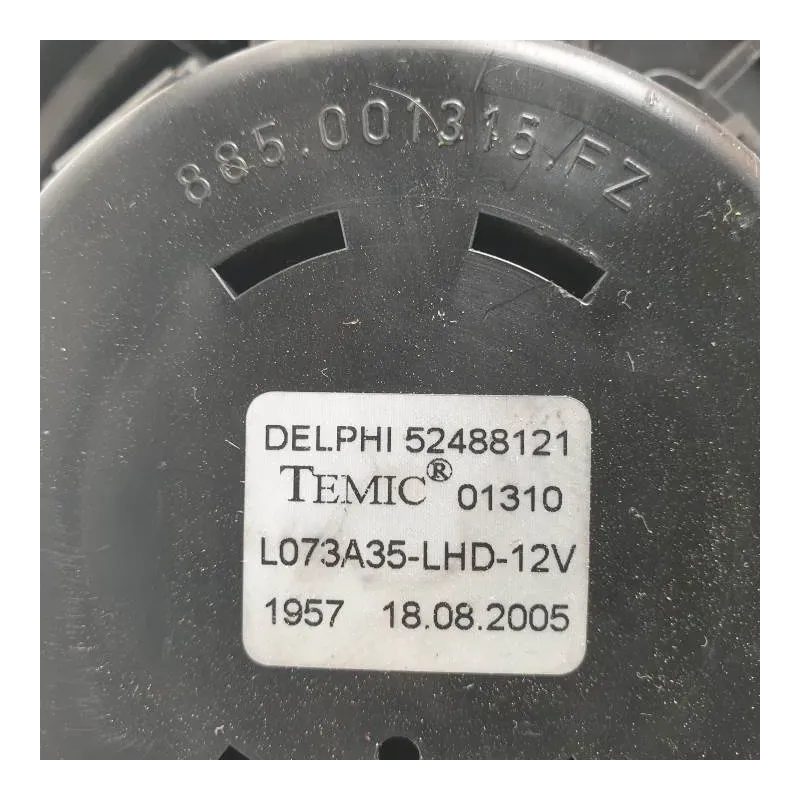 885.001315.FZ
DELPHI 52488121
TEMIC® 01310
L073A35-LHD-12V
1957 18.08.2005